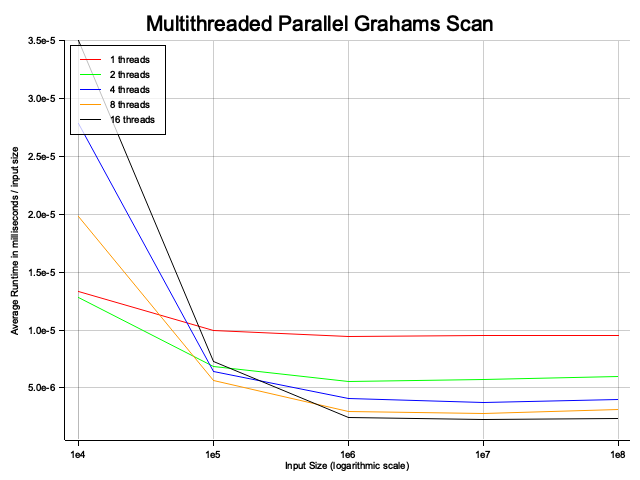 Multithreaded Parallel Grahams Scan
3.5e-5
3.0e-5
2.5e-5
2.0e-5
1.5e-5
1.0e-5
5.0e-6
1 threads
2 threads
4 threads
8 threads
16 threads
Average Runtime in milliseconds / input size
1e4 1e5 1e6 1e7 1e8
Input Size (logarithmic scale)